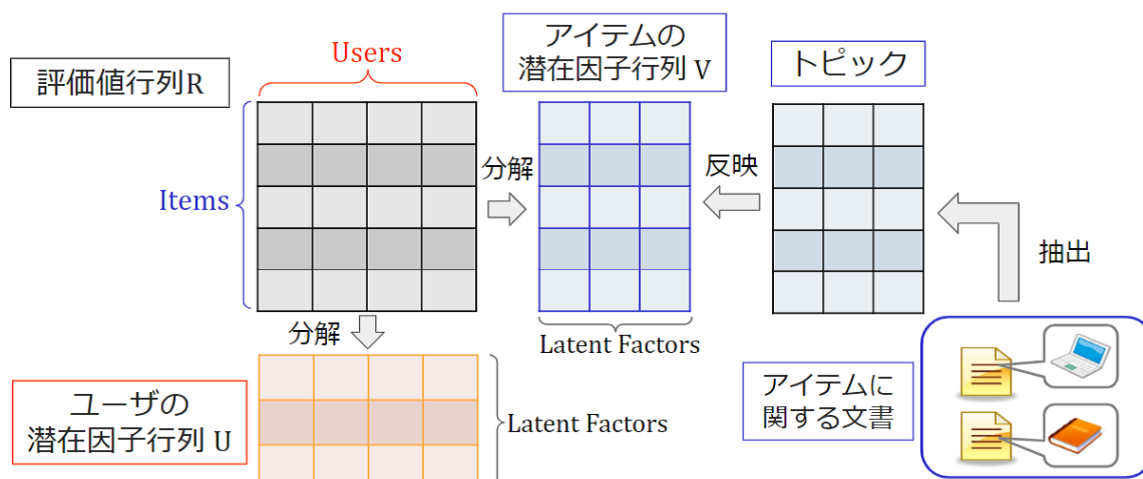 Users
評価値行列R
アイテムの
潜在因子行列 V
トピック
Items
分解
反映
抽出
分解
Latent Factors
ユーザの
潜在因子行列 U
Latent Factors
アイテムに
関する文書